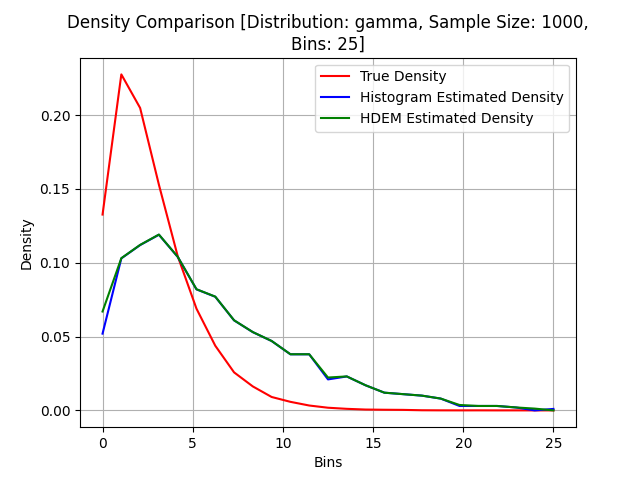 Density Comparison [Distribution: gamma, Sample Size: 1000,
Bins: 25]
True Density
Histogram Estimated Density
HDEM Estimated Density
Density
0.20
0.15
0.10
0.05
0.00
0 5 10 15 20 25
Bins